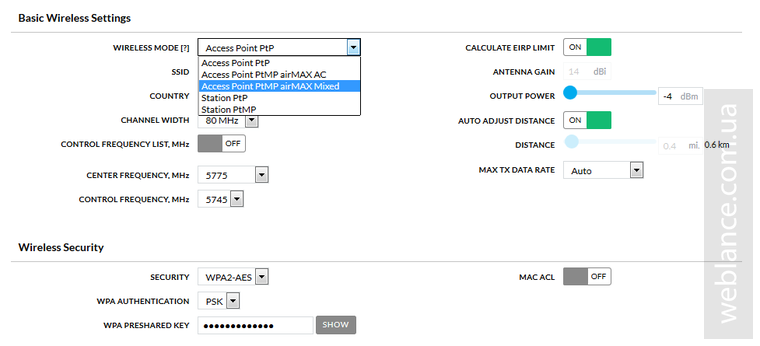 Basic Wireless Settings
WIRELESS MODE [?] Access Point PtP
Access Point PtP
Access Point PtMP airMAX AC
Access Point PtMP airMAX Mixed
Station PtP
Station PtMP
SSID
COUNTRY
CHANNEL WIDTH 80 MHz
CONTROL FREQUENCY LIST, MHz OFF
CENTER FREQUENCY, MHz 5775
CONTROL FREQUENCY, MHz 5745
CALCULATE EIRP LIMIT ON
ANTENNA GAIN 14 dBi
OUTPUT POWER -4 dBm
AUTO ADJUST DISTANCE ON
DISTANCE 0.4 mi. 0.6 km
MAX TX DATA RATE Auto
Wireless Security
SECURITY WPA2-AES
WPA AUTHENTICATION PSK
WPA PRESHARED KEY ••••••••••••• SHOW
MAC ACL OFF
weblance.com.ua